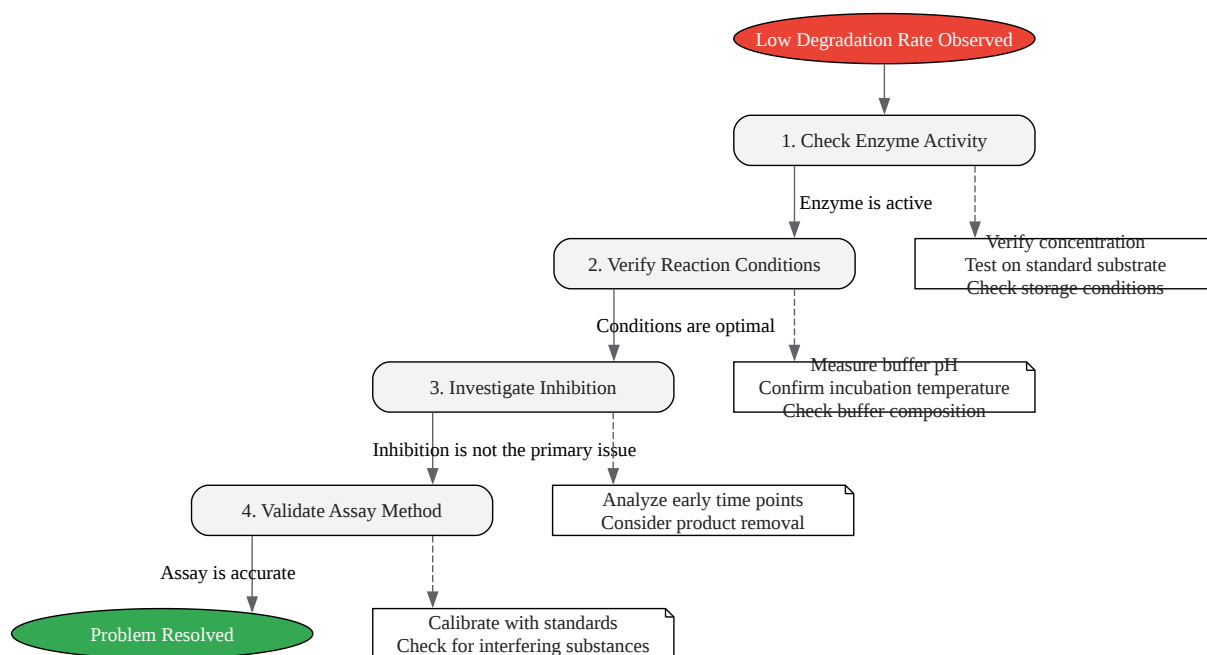 Low Degradation Rate Observed
1. Check Enzyme Activity
Enzyme is active
Verify concentration
Test on standard substrate
Check storage conditions
2. Verify Reaction Conditions
Conditions are optimal
Measure buffer pH
Confirm incubation temperature
Check buffer composition
3. Investigate Inhibition
Inhibition is not the primary issue
Analyze early time points
Consider product removal
4. Validate Assay Method
Assay is accurate
Calibrate with standards
Check for interfering substances
Problem Resolved